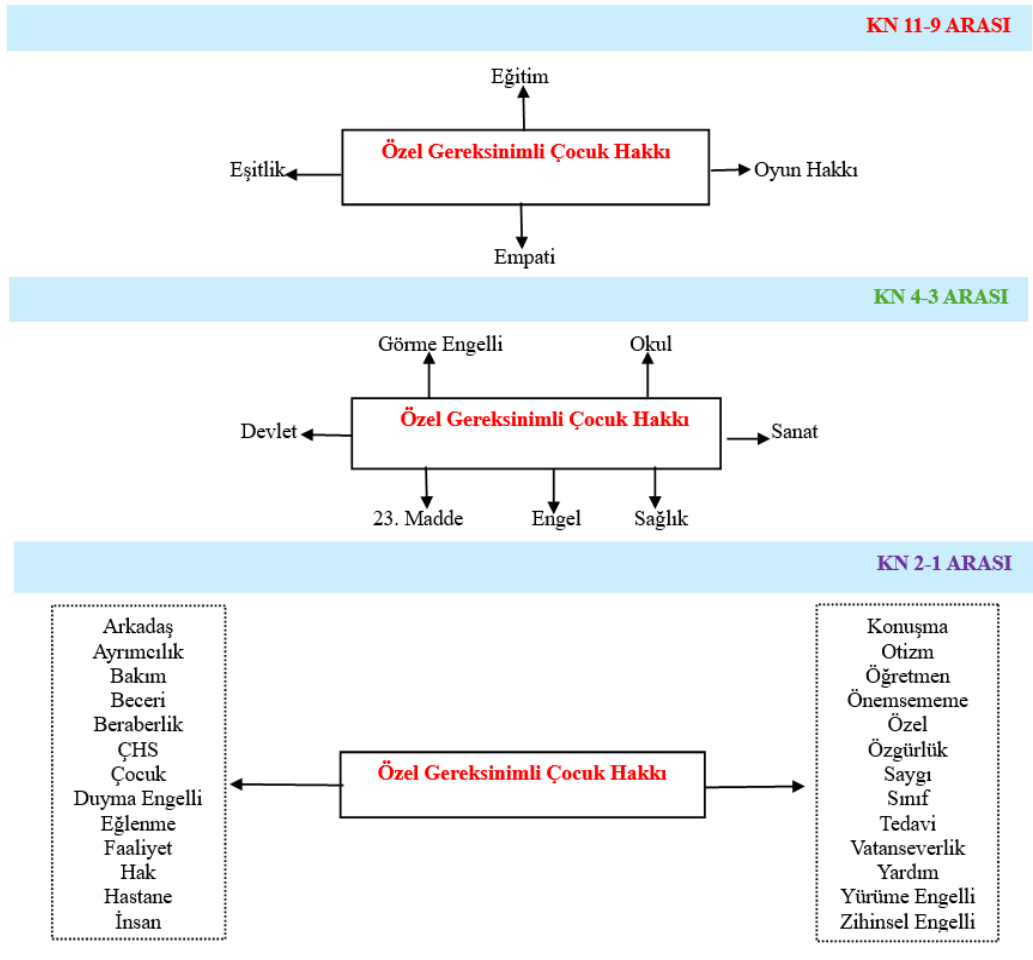 KN 11-9 ARASI
Eğitim
Özel Gereksinimli Çocuk Hakkı
Eşitlik
Oyun Hakkı
Empati
KN 4-3 ARASI
Görme Engelli
Okul
Özel Gereksinimli Çocuk Hakkı
Devlet
Sanat
23. Madde
Engel
Sağlık
KN 2-1 ARASI
Arkadaş
Ayrımcılık
Bakım
Beceri
Beraberlik
ÇHS
Çocuk
Duyma Engelli
Eğlenme
Faaliyet
Hak
Hastane
İnsan
Özel Gereksinimli Çocuk Hakkı
Konuşma
Otizm
Öğretmen
Önemsememe
Özel
Özgürlük
Saygı
Sınıf
Tedavi
Vatanseverlik
Yardım
Yürüme Engelli
Zihinsel Engelli